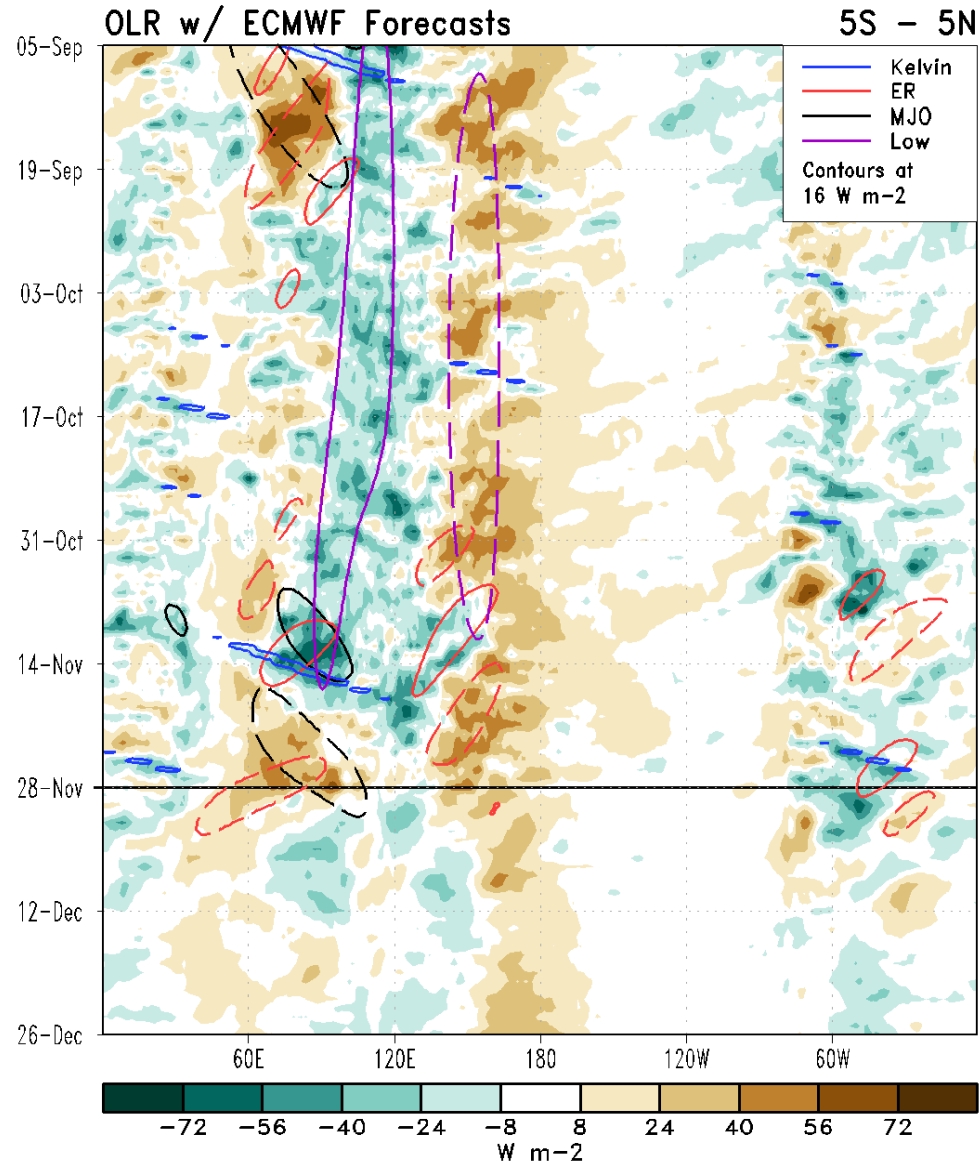 OLR w/ ECMWF Forecasts 5S - 5N
05-Sep
Kelvin
ER
MJO
Low
Contours at
16 W m-2
19-Sep
03-Oct
17-Oct
31-Oct
14-Nov
28-Nov
12-Dec
26-Dec
60E 120E 180 120W 60W
-72 -56 -40 -24 -8 8 24 40 56 72
W m-2